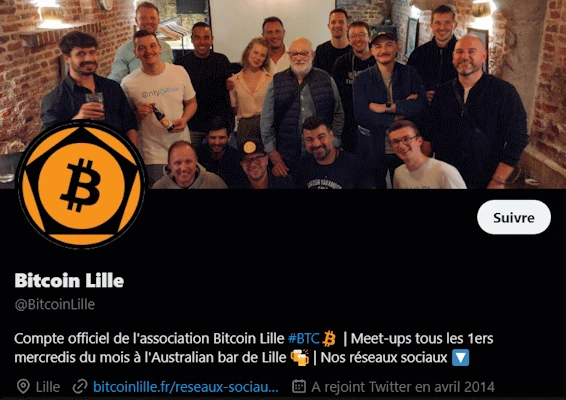 Suivre
Bitcoin Lille
@BitcoinLille
Compte officiel de l'association Bitcoin Lille #BTC | Meet-ups tous les 1ers
mercredis du mois à l'Australian bar de Lille 🍻 | Nos réseaux sociaux 🔽
Lille bitcoinlille.fr/reseaux-sociau... A rejoint Twitter en avril 2014